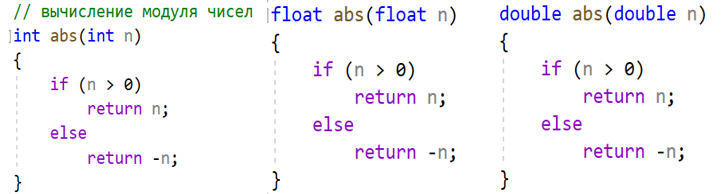 // вычисление модуля чисел
int abs(int n)
{
    if (n > 0)
        return n;
    else
        return -n;
}
float abs(float n)
{
    if (n > 0)
        return n;
    else
        return -n;
}
double abs(double n)
{
    if (n > 0)
        return n;
    else
        return -n;
}